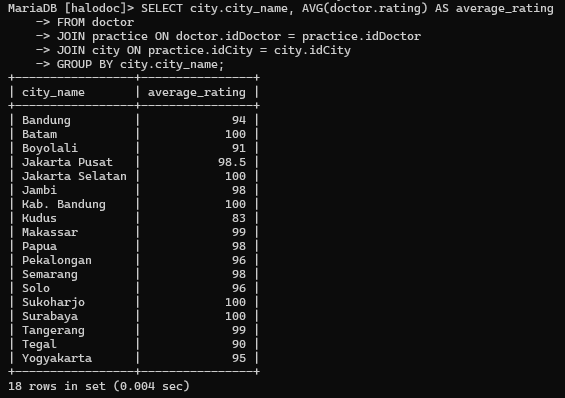 MariaDB [halodoc]> SELECT city.city_name, AVG(doctor.rating) AS average_rating
    -> FROM doctor
    -> JOIN practice ON doctor.idDoctor = practice.idDoctor
    -> JOIN city ON practice.idCity = city.idCity
    -> GROUP BY city.city_name;
+-----------------+----------------+
| city_name       | average_rating |
+-----------------+----------------+
| Bandung         |             94 |
| Batam           |            100 |
| Boyolali        |             91 |
| Jakarta Pusat   |           98.5 |
| Jakarta Selatan |            100 |
| Jambi           |             98 |
| Kab. Bandung    |            100 |
| Kudus           |             83 |
| Makassar        |             99 |
| Papua           |             98 |
| Pekalongan      |             96 |
| Semarang        |             98 |
| Solo            |             96 |
| Sukoharjo       |            100 |
| Surabaya        |            100 |
| Tangerang       |             99 |
| Tegal           |             90 |
| Yogyakarta      |             95 |
+-----------------+----------------+
18 rows in set (0.004 sec)